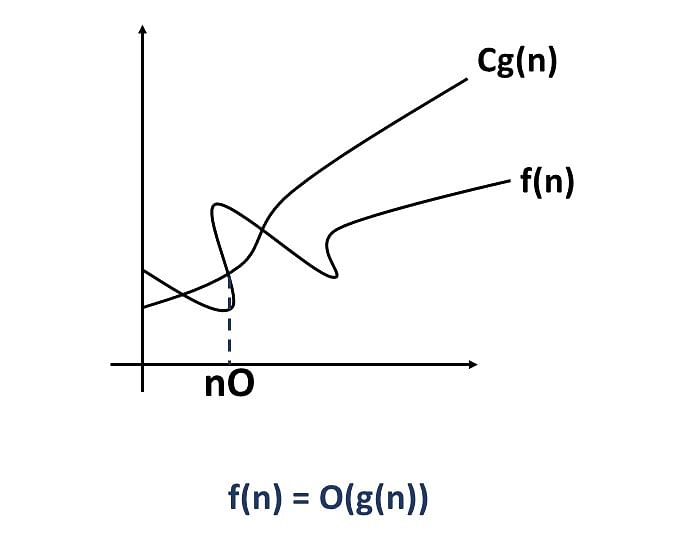 Cg(n)
f(n)
nO
f(n) = O(g(n))